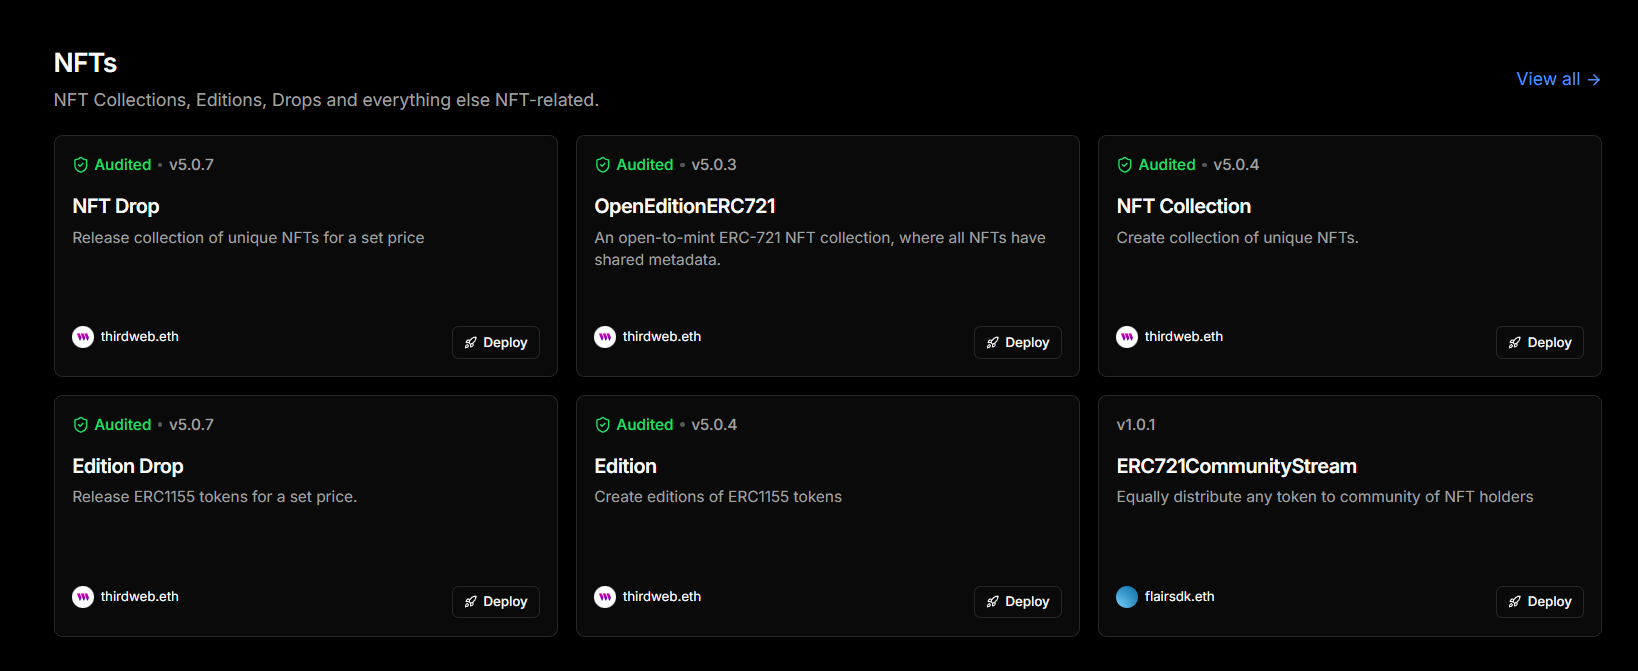 NFTs
NFT Collections, Editions, Drops and everything else NFT-related.
View all →
Audited • v5.0.7
NFT Drop
Release collection of unique NFTs for a set price
thirdweb.eth
Deploy
Audited • v5.0.3
OpenEditionERC721
An open-to-mint ERC-721 NFT collection, where all NFTs have
shared metadata.
thirdweb.eth
Deploy
Audited • v5.0.4
NFT Collection
Create collection of unique NFTs.
thirdweb.eth
Deploy
Audited • v5.0.7
Edition Drop
Release ERC1155 tokens for a set price.
thirdweb.eth
Deploy
Audited • v5.0.4
Edition
Create editions of ERC1155 tokens
thirdweb.eth
Deploy
v1.0.1
ERC721CommunityStream
Equally distribute any token to community of NFT holders
flairsdk.eth
Deploy